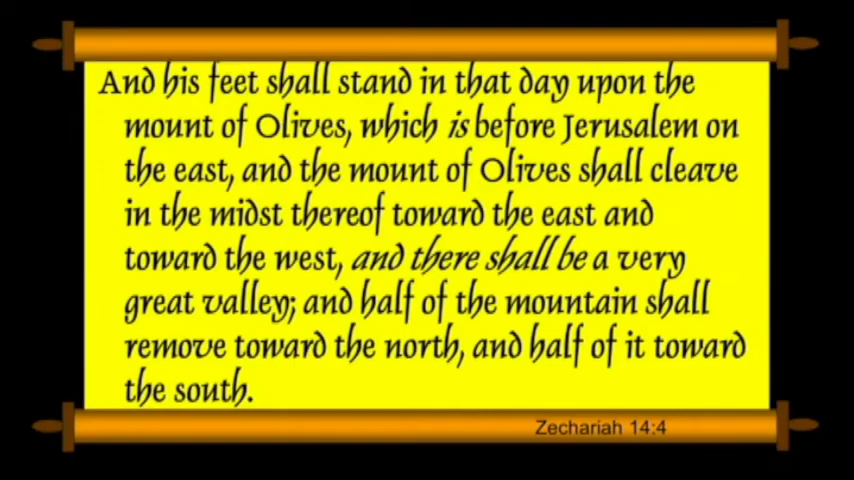 And his feet shall stand in that day upon the
mount of Olives, which is before Jerusalem on
the east, and the mount of Olives shall cleave
in the midst thereof toward the east and
toward the west, and there shall be a very
great valley; and half of the mountain shall
remove toward the north, and half of it toward
the south.
Zechariah 14:4